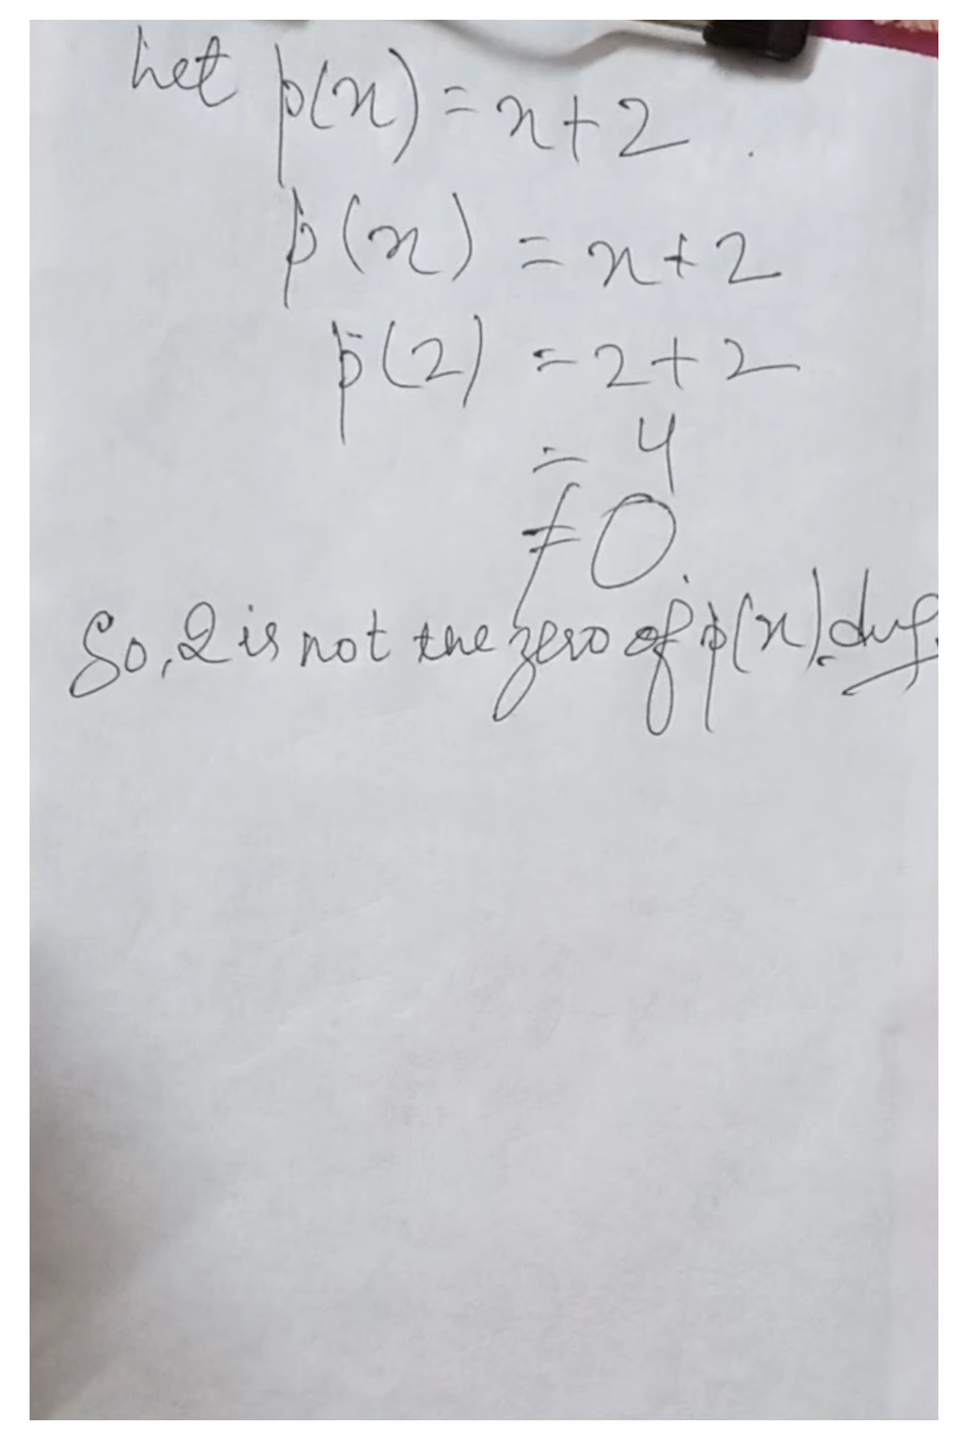 Let p(x) = x+2
p(x) = x+2
p(2) = 2+2
= 4
≠ 0
So, 2 is not the zero of p(x).